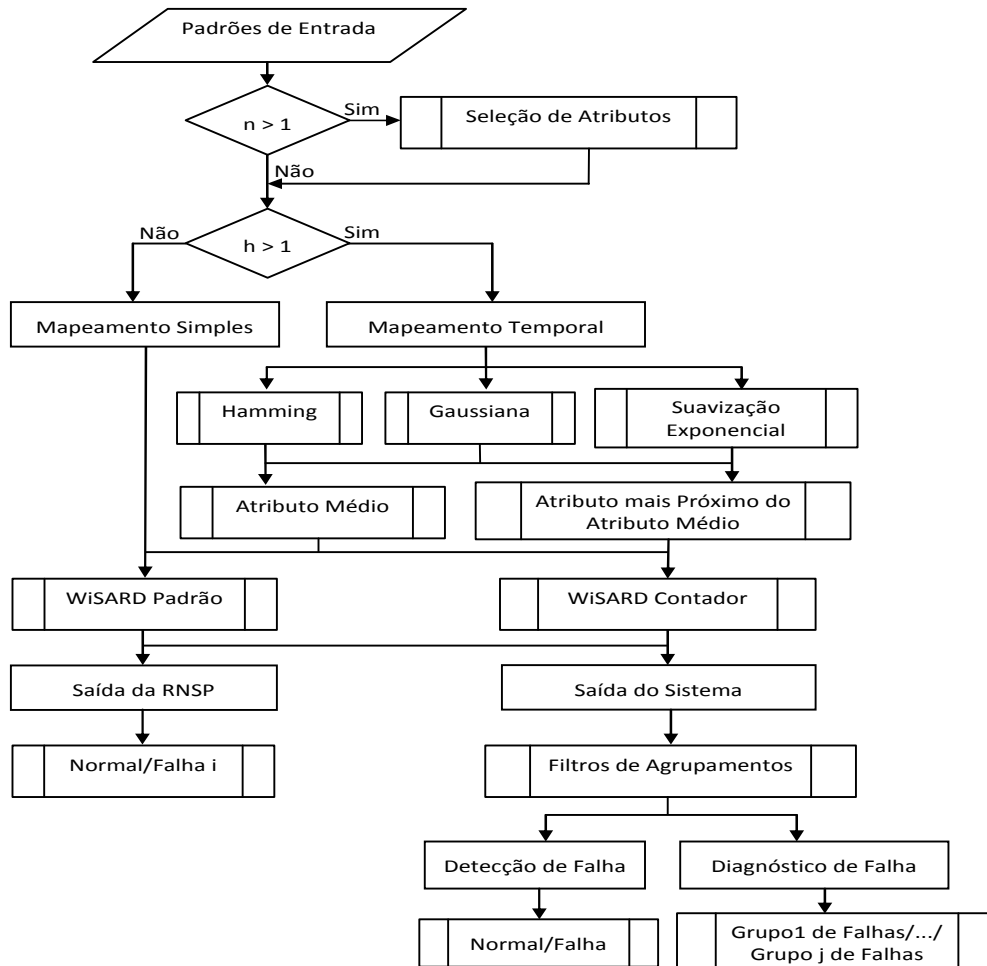 Padrões de Entrada
n > 1
Sim
Seleção de Atributos
Não
Não
h > 1
Sim
Mapeamento Simples
Mapeamento Temporal
Hamming
Gaussiana
Suavização
Exponencial
Atributo Médio
Atributo mais Próximo do
Atributo Médio
WiSARD Padrão
WiSARD Contador
Saída da RNSP
Saída do Sistema
Normal/Falha i
Filtros de Agrupamentos
Detecção de Falha
Diagnóstico de Falha
Normal/Falha
Grupo1 de Falhas/.../
Grupo j de Falhas